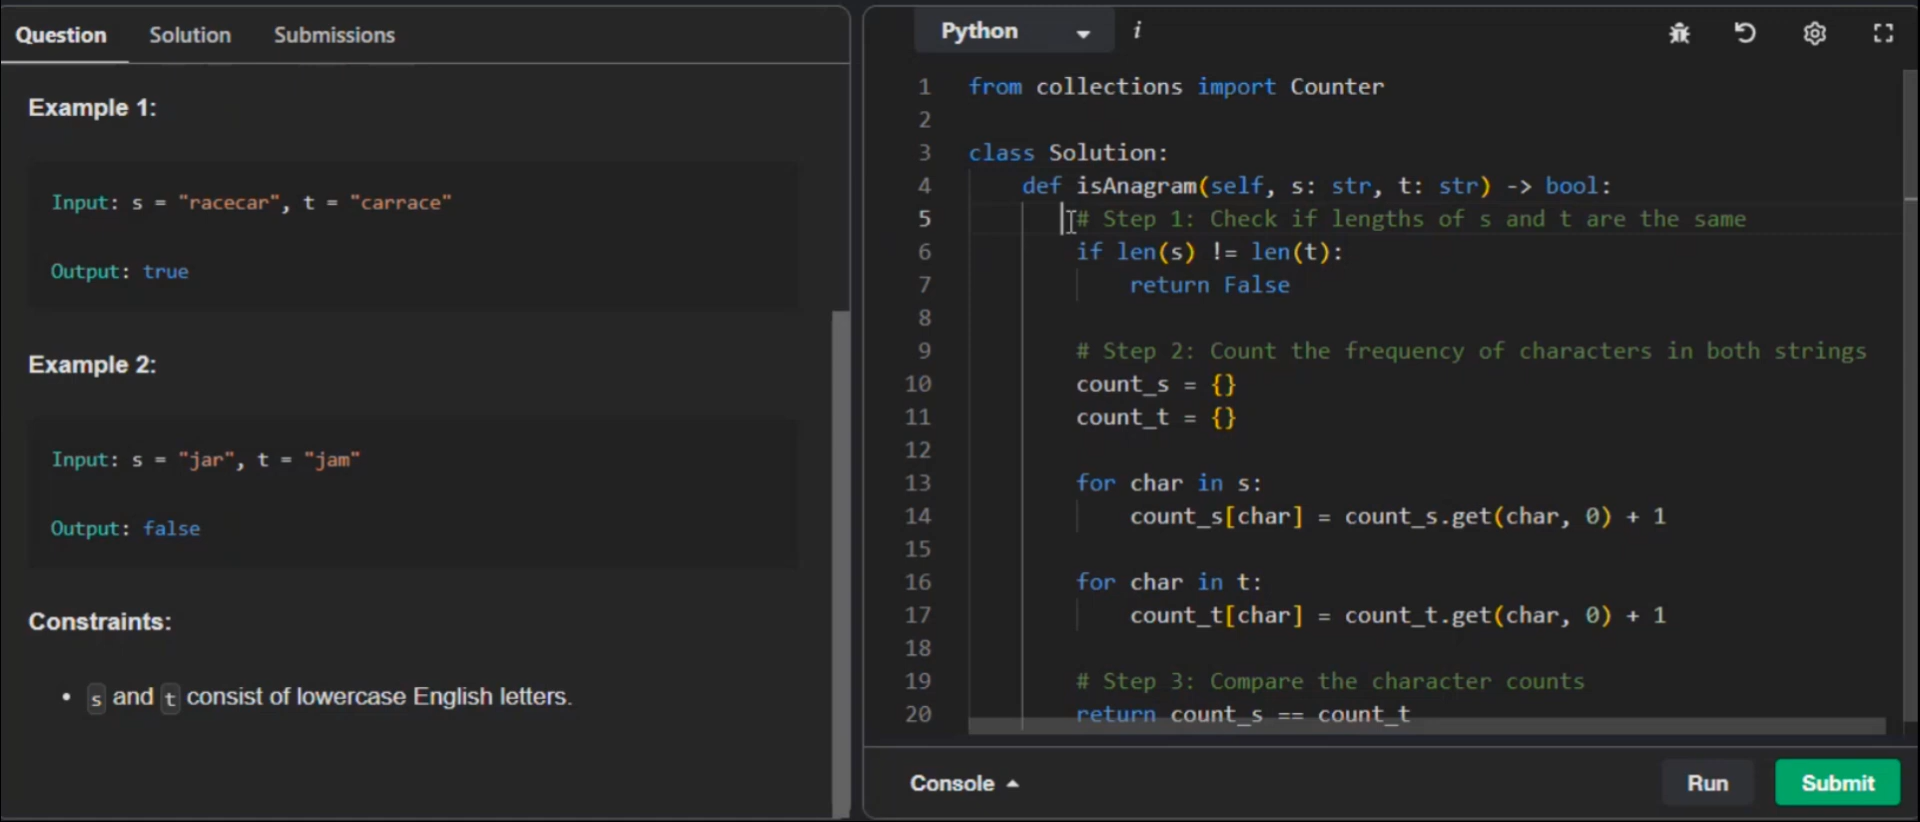 Question Solution Submissions
Example 1:
Input: s = "racecar", t = "carrace"
Output: true
Example 2:
Input: s = "jar", t = "jam"
Output: false
Constraints:
• s and t consist of lowercase English letters.
Python i
1 from collections import Counter
2
3 class Solution:
4     def isAnagram(self, s: str, t: str) -> bool:
5         # Step 1: Check if lengths of s and t are the same
6         if len(s) != len(t):
7             return False
8
9         # Step 2: Count the frequency of characters in both strings
10         count_s = {}
11         count_t = {}
12
13         for char in s:
14             count_s[char] = count_s.get(char, 0) + 1
15
16         for char in t:
17             count_t[char] = count_t.get(char, 0) + 1
18
19         # Step 3: Compare the character counts
20         return count_s == count_t
Console Run Submit